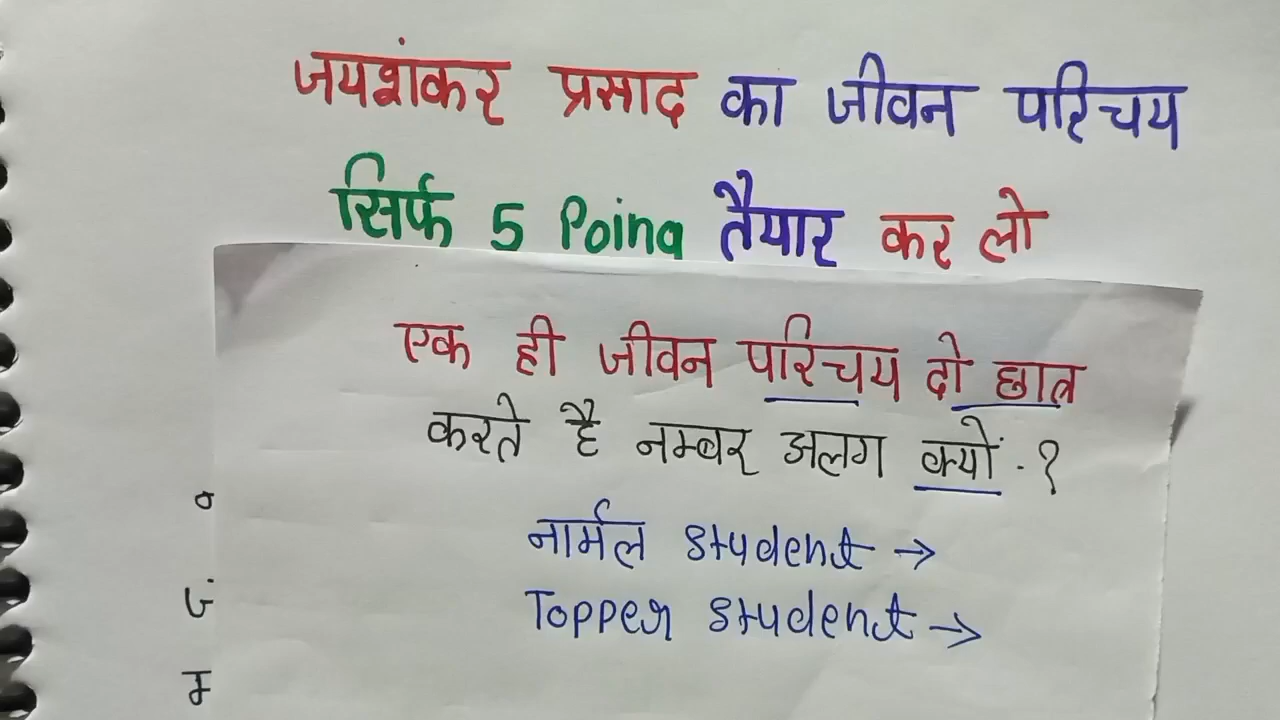 जयशंकर प्रसाद का जीवन परिचय
सिर्फ 5 Poing तैयार कर लो
एक ही जीवन परिचय दो छात्र
करते है नम्बर अलग क्यों .?
नार्मल student →
Topper student →